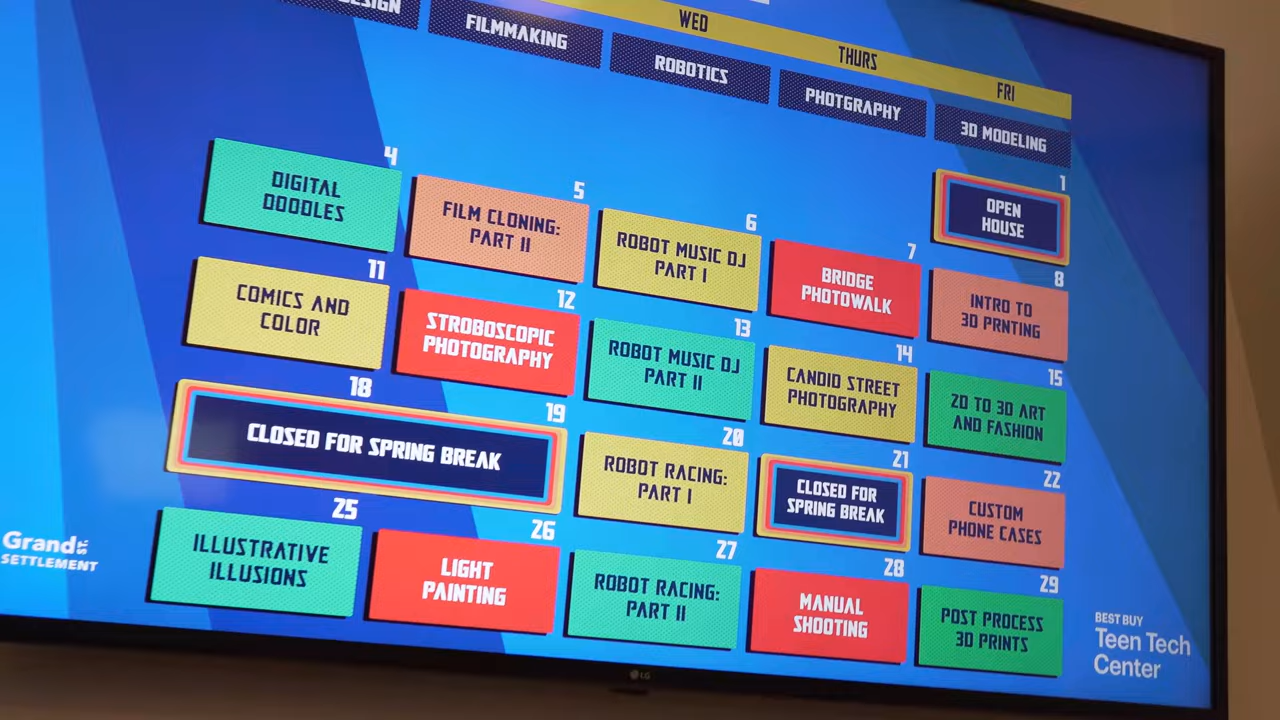 WED
THURS
FRI
FILMMAKING
ROBOTICS
PHOTGRAPHY
3D MODELING
1
OPEN
HOUSE
4
DIGITAL
DOODLES
5
FILM CLONING:
PART II
6
ROBOT MUSIC DJ
PART I
7
BRIDGE
PHOTOWALK
8
INTRO TO
3D PRNTING
11
COMICS AND
COLOR
12
STROBOSCOPIC
PHOTOGRAPHY
13
ROBOT MUSIC DJ
PART II
14
CANDID STREET
PHOTOGRAPHY
15
2D TO 3D ART
AND FASHION
18
19
CLOSED FOR SPRING BREAK
20
ROBOT RACING:
PART I
21
CLOSED FOR
SPRING BREAK
22
CUSTOM
PHONE CASES
25
ILLUSTRATIVE
ILLUSIONS
26
LIGHT
PAINTING
27
ROBOT RACING:
PART II
28
MANUAL
SHOOTING
29
POST PROCESS
3D PRINTS
Grand St.
SETTLEMENT
BEST BUY
Teen Tech
Center
LG